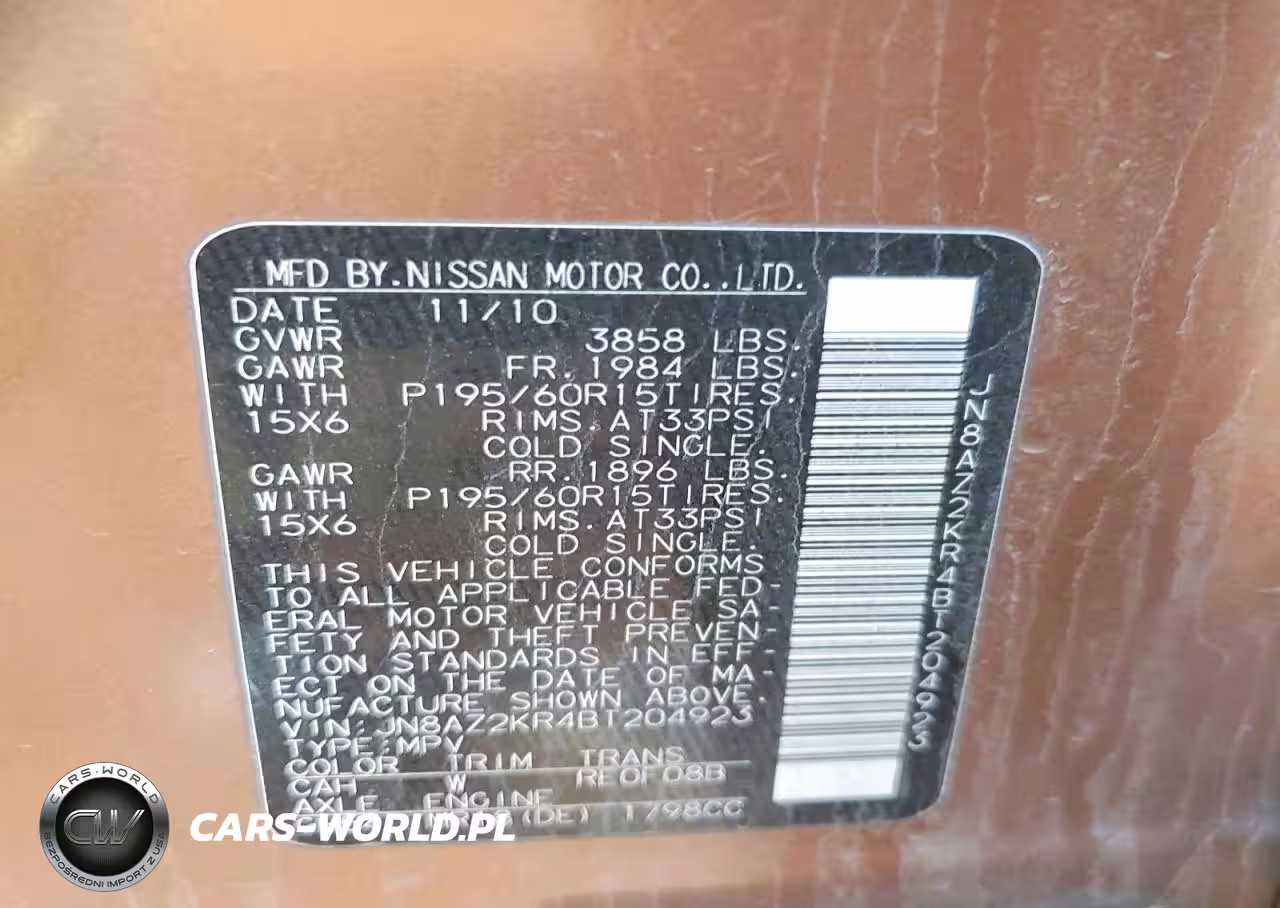 MFD BY.NISSAN MOTOR CO.,LTD.
DATE 11/10
GVWR 3858 LBS.
GAWR FR.1984 LBS.
WITH P195/60R15TIRES.
15X6 RIMS.AT33PSI
COLD SINGLE.
GAWR RR.1896 LBS.
WITH P195/60R15TIRES.
15X6 RIMS.AT33PSI
COLD SINGLE.
THIS VEHICLE CONFORMS
TO ALL APPLICABLE FED-
ERAL MOTOR VEHICLE SA-
FETY AND THEFT PREVEN-
TION STANDARDS IN EFF-
ECT ON THE DATE OF MA-
NUFACTURE SHOWN ABOVE.
VIN:JN8AZ2KR4BT204923
TYPE:MPV
COLOR TRIM TRANS
CAH W RE0F08B
AXLE ENGINE
(DE) 1798CC
JN8AZ2KR4BT204923
CARS-WORLD
CW
BEZPOŚREDNI IMPORT Z USA
CARS-WORLD.PL